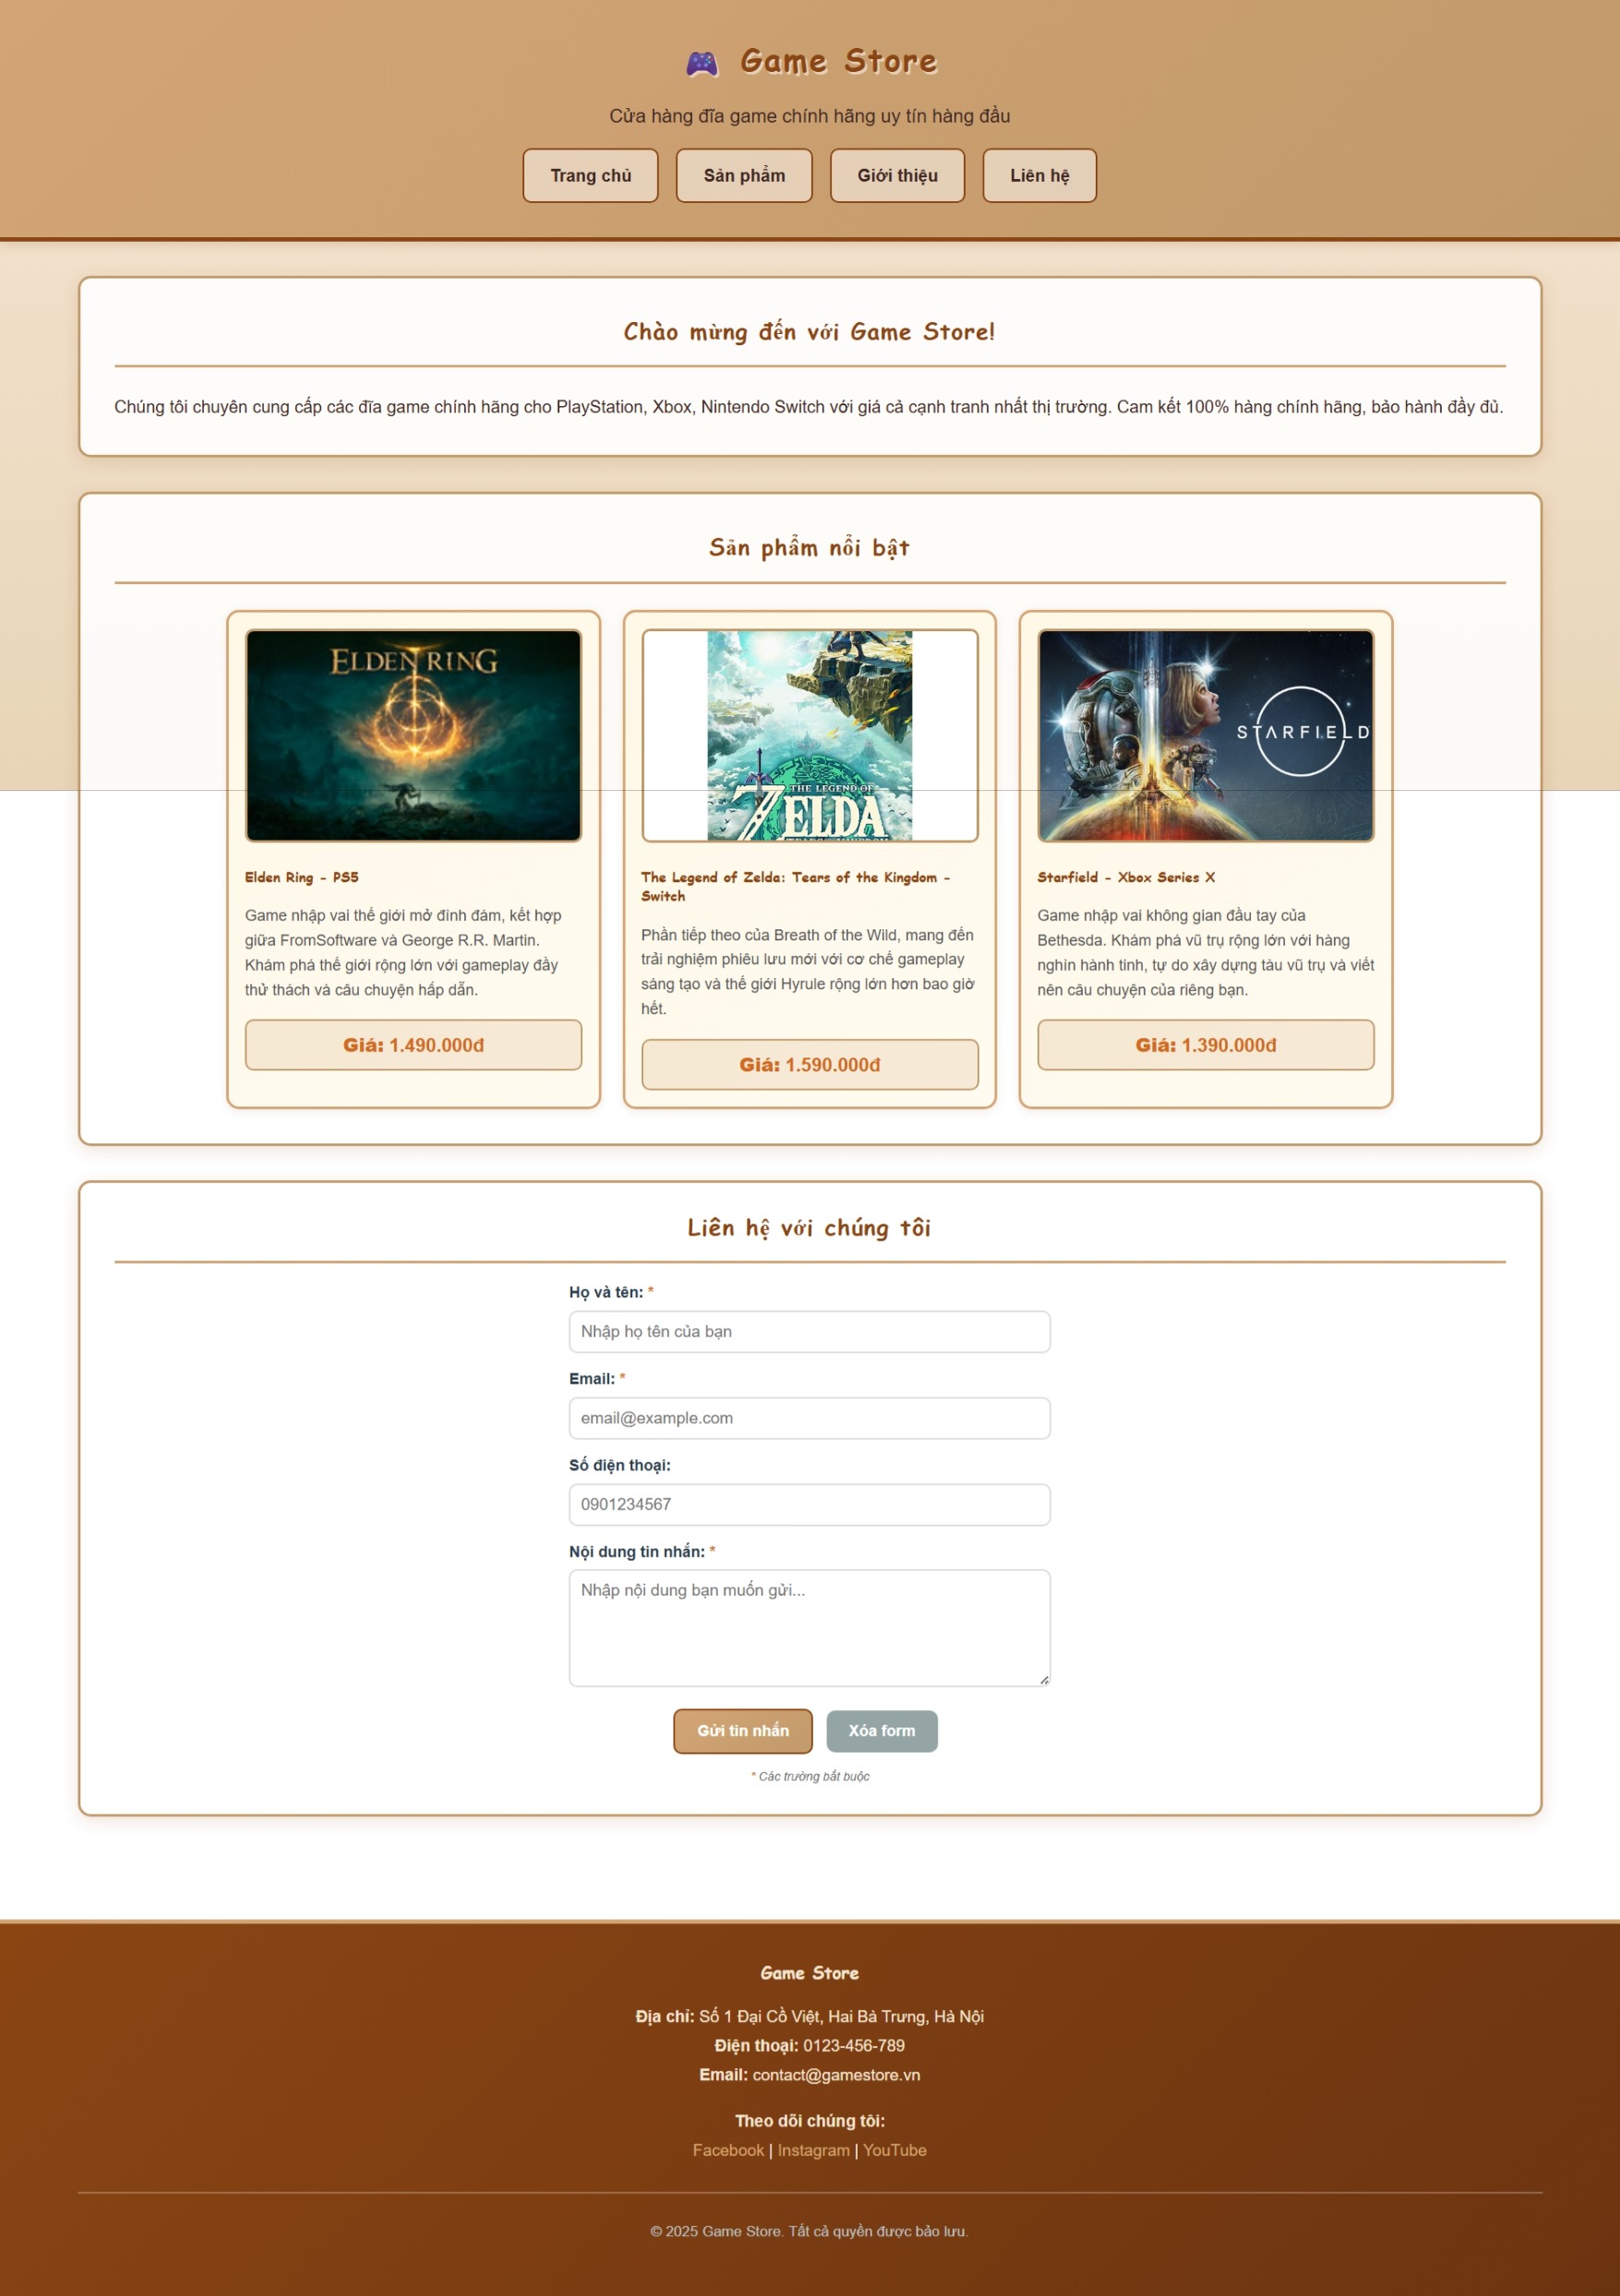 🎮 Game Store
Cửa hàng đĩa game chính hãng uy tín hàng đầu
Trang chủ
Sản phẩm
Giới thiệu
Liên hệ
Chào mừng đến với Game Store!
Chúng tôi chuyên cung cấp các đĩa game chính hãng cho PlayStation, Xbox, Nintendo Switch với giá cả cạnh tranh nhất thị trường. Cam kết 100% hàng chính hãng, bảo hành đầy đủ.
Sản phẩm nổi bật
ELDEN RING
Elden Ring - PS5
Game nhập vai thế giới mở đình đám, kết hợp
giữa FromSoftware và George R.R. Martin.
Khám phá thế giới rộng lớn với gameplay đầy
thử thách và câu chuyện hấp dẫn.
Giá: 1.490.000đ
THE LEGEND OF
ZELDA
TEARS OF THE KINGDOM
The Legend of Zelda: Tears of the Kingdom -
Switch
Phần tiếp theo của Breath of the Wild, mang đến
trải nghiệm phiêu lưu mới với cơ chế gameplay
sáng tạo và thế giới Hyrule rộng lớn hơn bao giờ
hết.
Giá: 1.590.000đ
STARFIELD
Starfield - Xbox Series X
Game nhập vai không gian đầu tay của
Bethesda. Khám phá vũ trụ rộng lớn với hàng
nghìn hành tinh, tự do xây dựng tàu vũ trụ và viết
nên câu chuyện của riêng bạn.
Giá: 1.390.000đ
Liên hệ với chúng tôi
Họ và tên: *
Nhập họ tên của bạn
Email: *
email@example.com
Số điện thoại:
0901234567
Nội dung tin nhắn: *
Nhập nội dung bạn muốn gửi...
Gửi tin nhắn
Xóa form
* Các trường bắt buộc
Game Store
Địa chỉ: Số 1 Đại Cồ Việt, Hai Bà Trưng, Hà Nội
Điện thoại: 0123-456-789
Email: contact@gamestore.vn
Theo dõi chúng tôi:
Facebook | Instagram | YouTube
© 2025 Game Store. Tất cả quyền được bảo lưu.